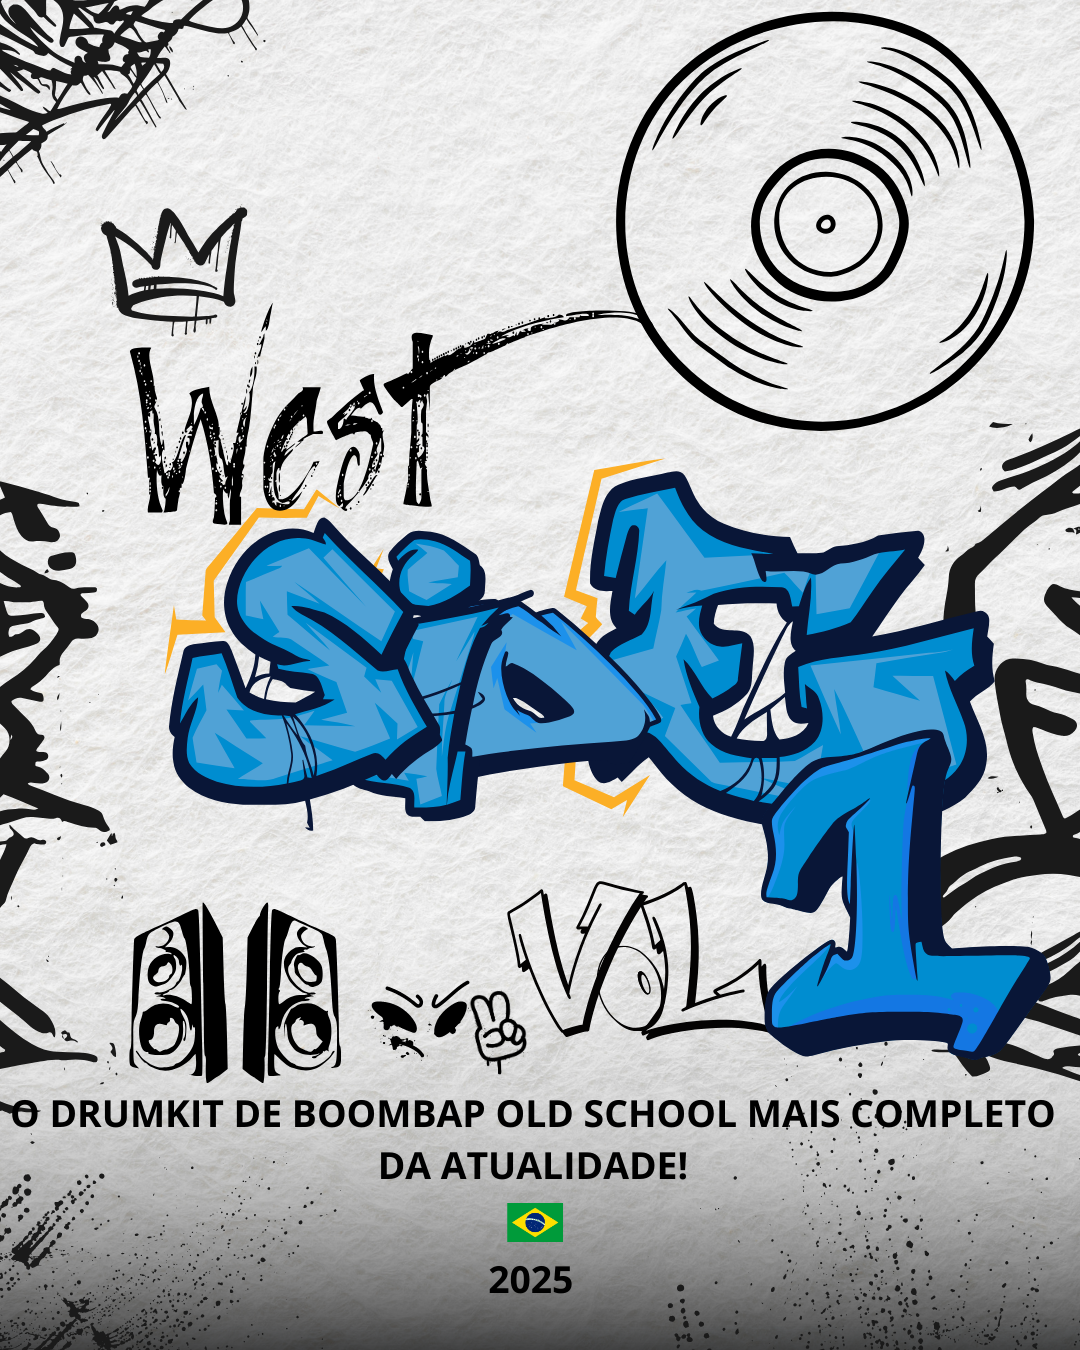 West
SiDE
VOL 1
O DRUMKIT DE BOOMBAP OLD SCHOOL MAIS COMPLETO
DA ATUALIDADE!
2025